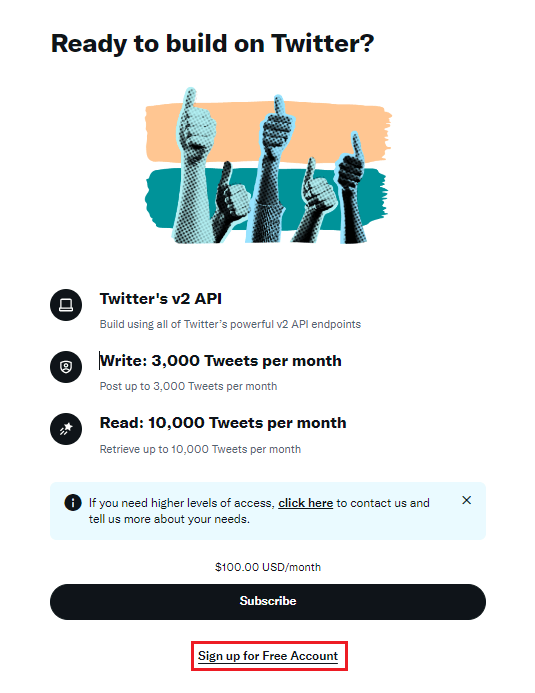 Ready to build on Twitter?
Twitter's v2 API
Build using all of Twitter's powerful v2 API endpoints
Write: 3,000 Tweets per month
Post up to 3,000 Tweets per month
Read: 10,000 Tweets per month
Retrieve up to 10,000 Tweets per month
If you need higher levels of access, click here to contact us and
tell us more about your needs.
$100.00 USD/month
Subscribe
Sign up for Free Account